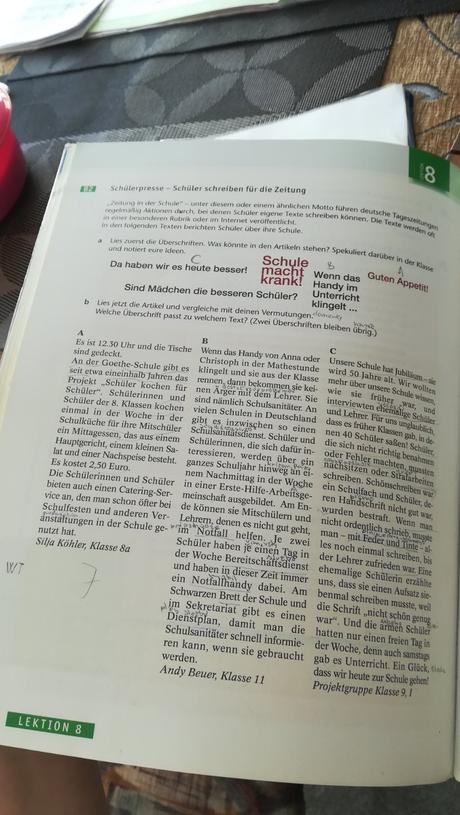 8
B2 Schülerpresse – Schüler schreiben für die Zeitung
„Zeitung in der Schule“ – unter diesem oder einem ähnlichen Motto führen deutsche Tageszeitungen
regelmäßig Aktionen durch, bei denen Schüler eigene Texte schreiben können. Die Texte werden oft
in einer besonderen Rubrik oder im Internet veröffentlicht.
In den folgenden Texten berichten Schüler über ihre Schule.
a Lies zuerst die Überschriften. Was könnte in den Artikeln stehen? Spekuliert darüber in der Klasse
und notiert eure Ideen.
C
Da haben wir es heute besser!
Schule
macht
krank!
B
Wenn das
Handy im
Unterricht
klingelt ...
A
Guten Appetit!
Sind Mädchen die besseren Schüler?
b Lies jetzt die Artikel und vergleiche mit deinen Vermutungen.
Welche Überschrift passt zu welchem Text? (Zwei Überschriften bleiben übrig.)
A
Es ist 12.30 Uhr und die Tische
sind gedeckt.
An der Goethe-Schule gibt es
seit etwa eineinhalb Jahren das
Projekt „Schüler kochen für
Schüler“. Schülerinnen und
Schüler der 8. Klassen kochen
einmal in der Woche in der
Schulküche für ihre Mitschüler
ein Mittagessen, das aus einem
Hauptgericht, einem kleinen Sa-
lat und einer Nachspeise besteht.
Es kostet 2,50 Euro.
Die Schülerinnen und Schüler
bieten auch einen Catering-Ser-
vice an, den man schon öfter bei
Schulfesten und anderen Ver-
anstaltungen in der Schule ge-
nutzt hat.
Silja Köhler, Klasse 8a
WT 7
B
Wenn das Handy von Anna oder
Christoph in der Mathestunde
klingelt und sie aus der Klasse
rennen, dann bekommen sie kei-
nen Ärger mit dem Lehrer. Sie
sind nämlich Schulsanitäter. An
vielen Schulen in Deutschland
gibt es inzwischen so einen
Schulsanitätsdienst. Schüler und
Schülerinnen, die sich dafür in-
teressieren, werden über ein
ganzes Schuljahr hinweg an ei-
nem Nachmittag in der Woche
in einer Erste-Hilfe-Arbeitsge-
meinschaft ausgebildet. Am En-
de können sie Mitschülern und
Lehrern, denen es nicht gut geht,
im Notfall helfen. Je zwei
Schüler haben je einen Tag in
der Woche Bereitschaftsdienst
und haben in dieser Zeit immer
ein Notfallhandy dabei. Am
Schwarzen Brett der Schule und
im Sekretariat gibt es einen
Dienstplan, damit man die
Schulsanitäter schnell informie-
ren kann, wenn sie gebraucht
werden.
Andy Beuer, Klasse 11
C
Unsere Schule hat Jubiläum – sie
wird 50 Jahre alt. Wir wollten
mehr über unsere Schule wissen,
wie sie früher war, und
interviewten ehemalige Schüler
und Lehrer. Für uns unglaublich,
dass es früher Klassen gab, in de-
nen 40 Schüler saßen! Schüler,
die sich nicht richtig benahmen
oder Fehler machten, mussten
nachsitzen oder Strafarbeiten
schreiben. Schönschreiben war
ein Schulfach und Schüler, de-
ren Handschrift nicht gut war,
wurden bestraft. Wenn man
nicht ordentlich schrieb, musste
man – mit Feder und Tinte – al-
les noch einmal schreiben, bis
der Lehrer zufrieden war. Eine
ehemalige Schülerin erzählte
uns, dass sie einen Aufsatz sie-
benmal schreiben musste, weil
die Schrift „nicht schön genug
war“. Und die armen Schüler
hatten nur einen freien Tag in
der Woche, denn auch samstags
gab es Unterricht. Ein Glück,
dass wir heute zur Schule gehen!
Projektgruppe Klasse 9, I
LEKTION 8